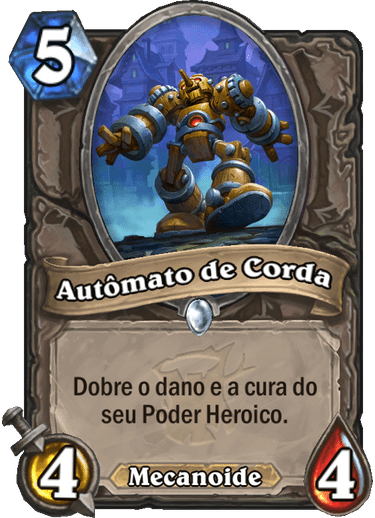 5
Autômato de Corda
Dobre o dano e a cura do
seu Poder Heroico.
4
Mecanoide
4